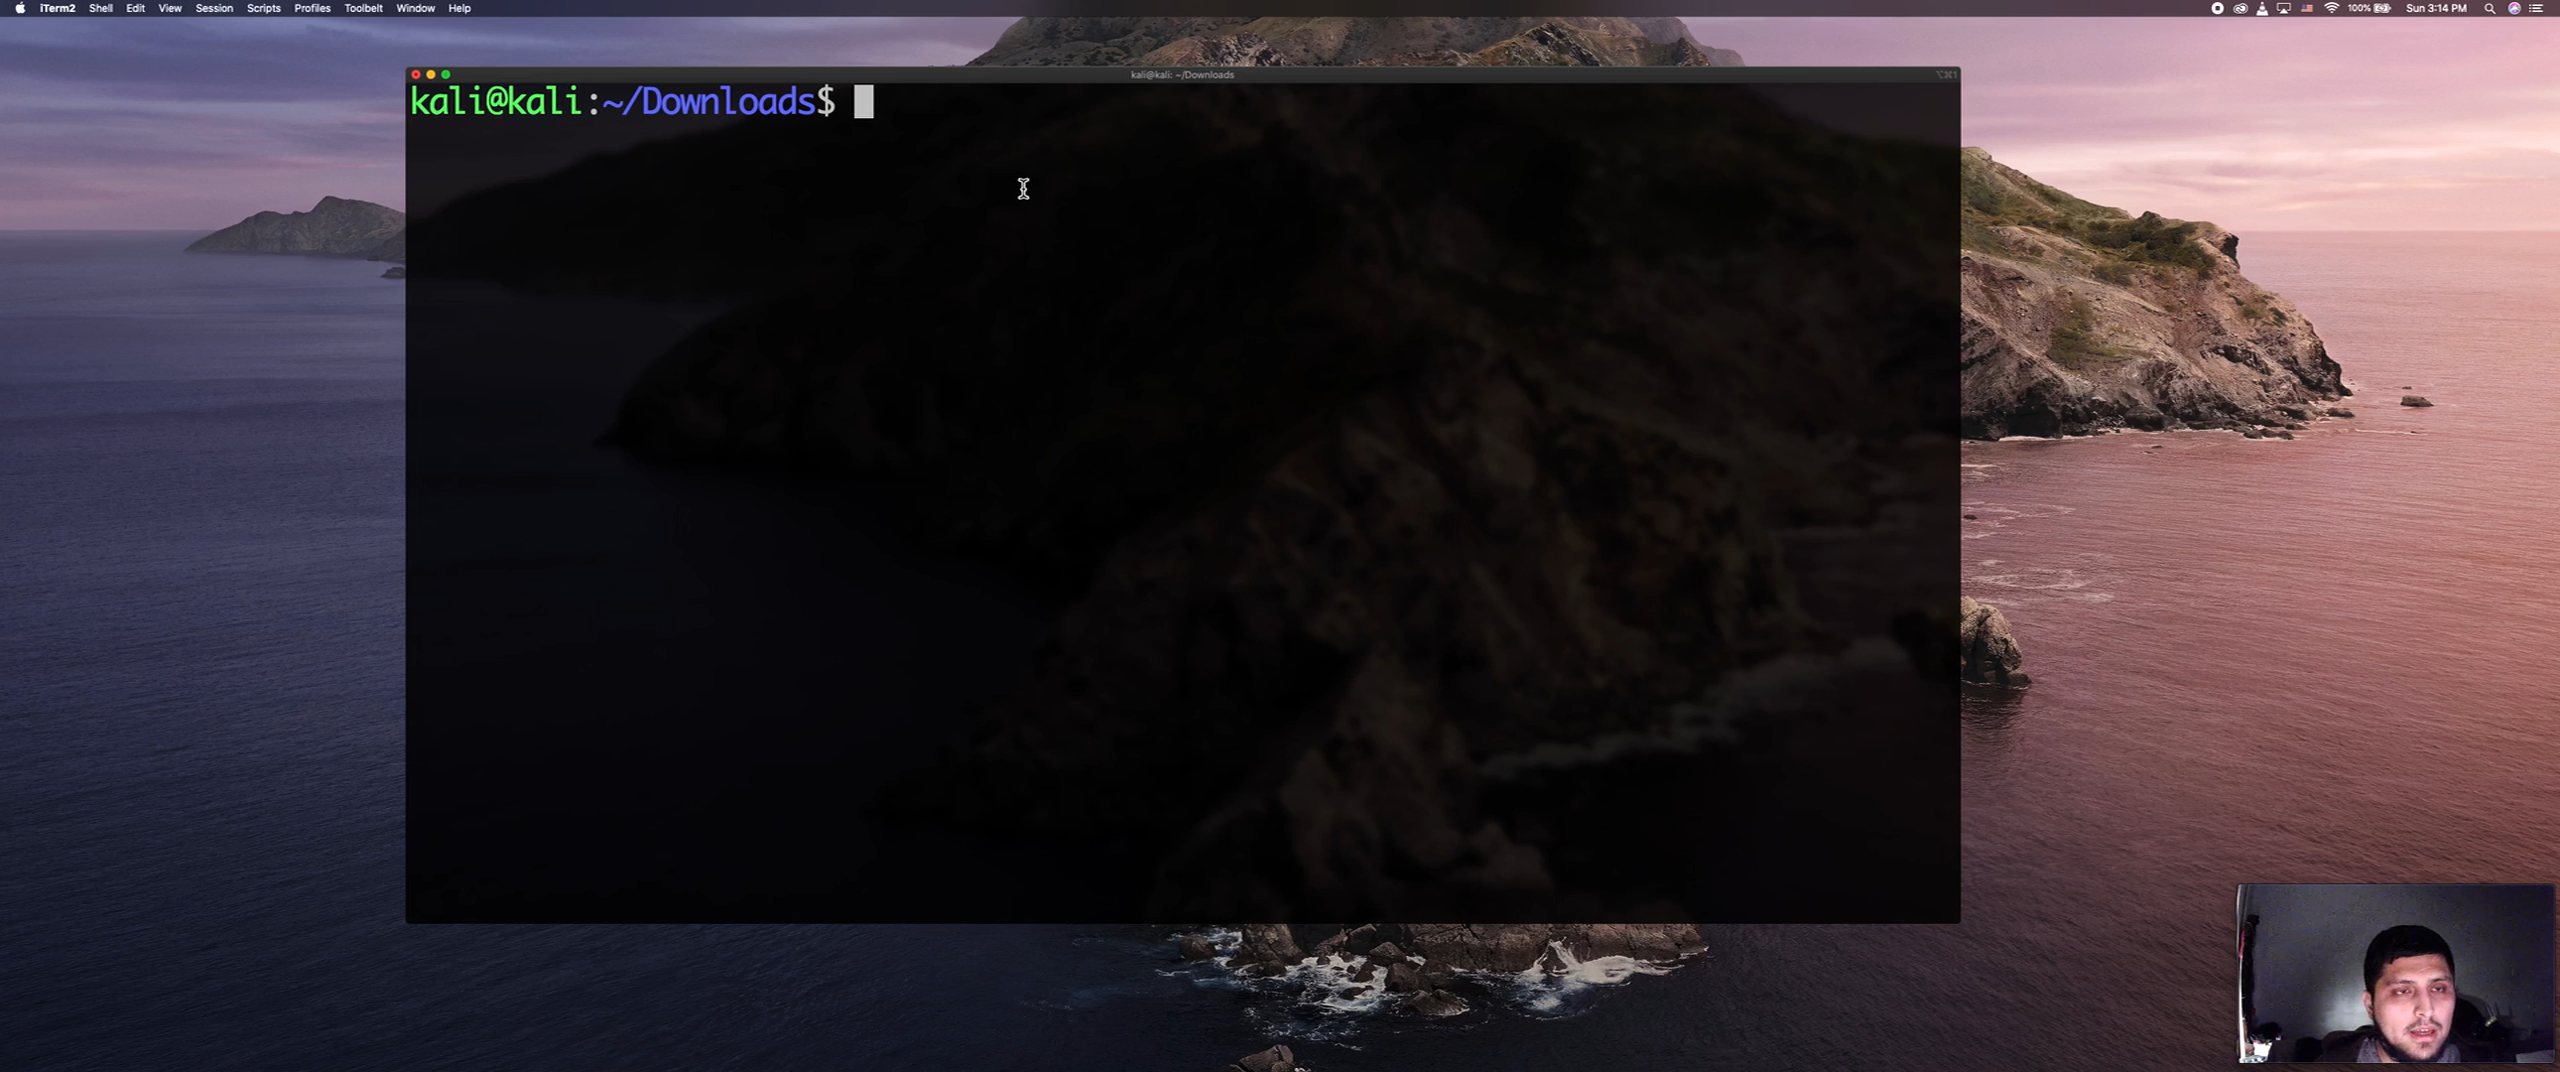 iTerm2 Shell Edit View Session Scripts Profiles Toolbelt Window Help 100% Sun 3:14 PM
kali@kali: ~/Downloads ⌥⌘1
kali@kali:~/Downloads$